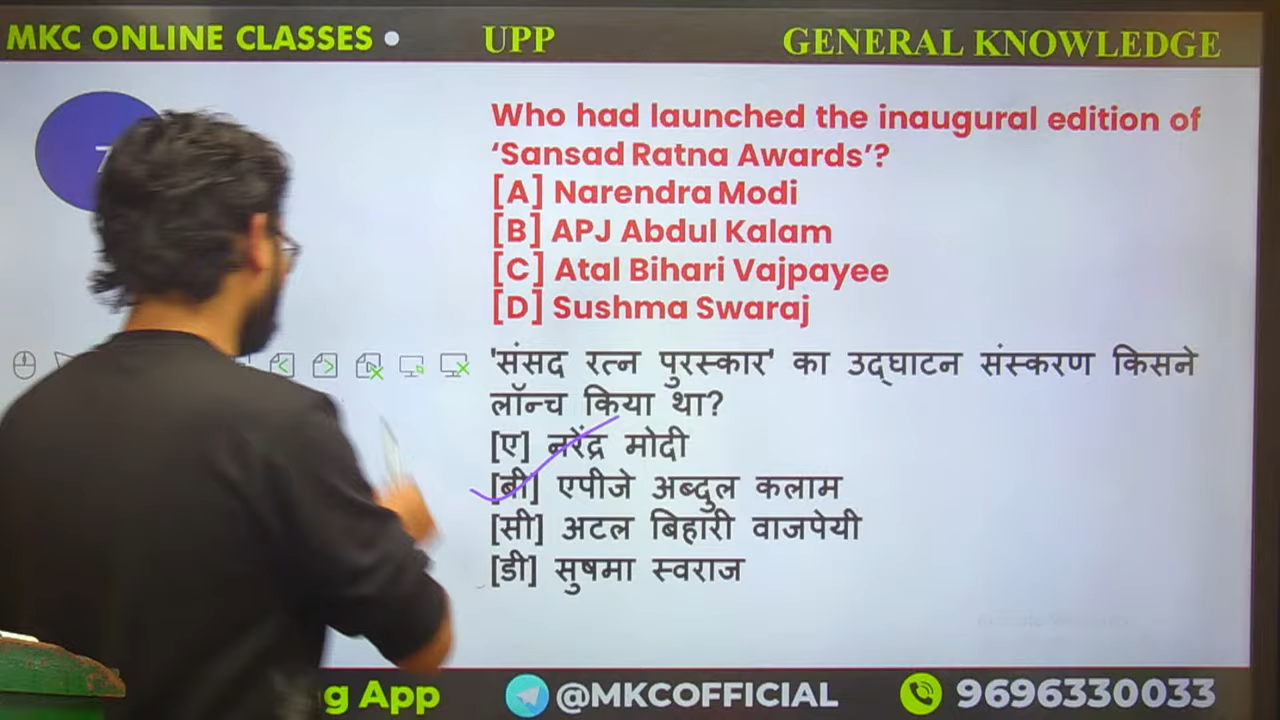 MKC ONLINE CLASSES • UPP GENERAL KNOWLEDGE
7
Who had launched the inaugural edition of
‘Sansad Ratna Awards’?
[A] Narendra Modi
[B] APJ Abdul Kalam
[C] Atal Bihari Vajpayee
[D] Sushma Swaraj
'संसद रत्न पुरस्कार' का उद्घाटन संस्करण किसने
लॉन्च किया था?
[ए] नरेंद्र मोदी
[बी] एपीजे अब्दुल कलाम
[सी] अटल बिहारी वाजपेयी
[डी] सुषमा स्वराज
g App @MKCOFFICIAL 9696330033